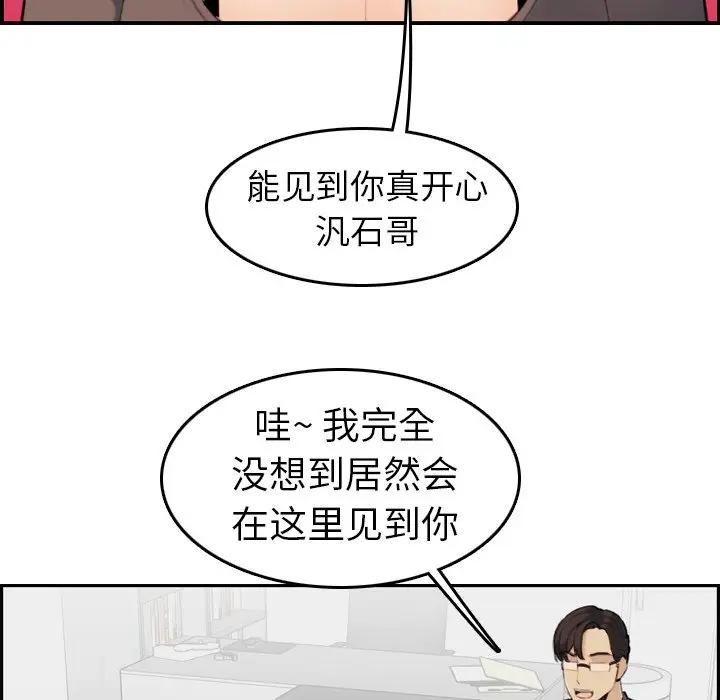 能见到你真开心
汎石哥
哇~ 我完全
没想到居然会
在这里见到你